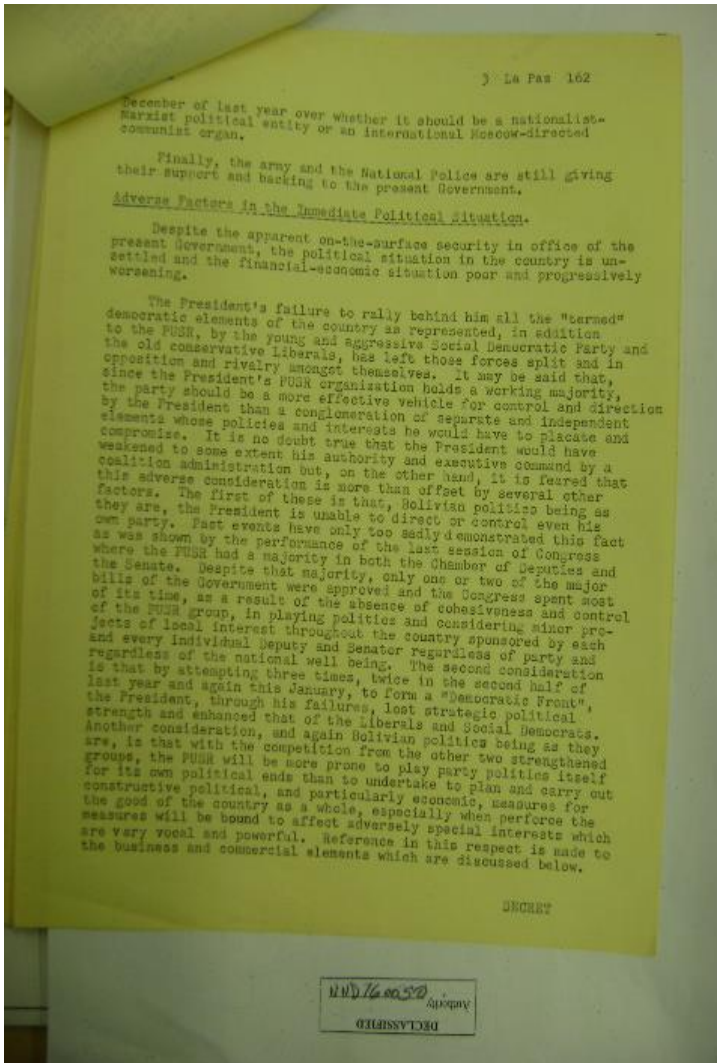 3 La Paz 162
December of last year over whether it should be a nationalist-
Marxist political entity or an international Moscow-directed
communist organ.
Finally, the army and the National Police are still giving
their support and backing to the present Government.
Adverse Factors in the Immediate Political Situation.
Despite the apparent on-the-surface security in office of the
present Government, the political situation in the country is un-
settled and the financial-economic situation poor and progressively
worsening.
The President's failure to rally behind him all the "termed"
democratic elements of the country as represented, in addition
to the PUSR, by the young and aggressive Social Democratic Party and
the old conservative Liberals, has left those forces split and in
opposition and rivalry amongst themselves. It may be said that,
since the President's PUSR organization holds a working majority,
the party should be a more effective vehicle for control and direction
by the President than a conglomeration of separate and independent
elements whose policies and interests he would have to placate and
compromise. It is no doubt true that the President would have
weakened to some extent his authority and executive command by a
coalition administration but, on the other hand, it is feared that
this adverse consideration is more than offset by several other
factors. The first of these is that, Bolivian politics being as
they are, the President is unable to direct or control even his
own party. Past events have only too sadly demonstrated this fact
as was shown by the performance of the last session of Congress
where the PUSR had a majority in both the Chamber of Deputies and
the Senate. Despite that majority, only one or two of the major
bills of the Government were approved and the Congress spent most
of its time, as a result of the absence of cohesiveness and control
of the PUSR group, in playing politics and considering minor pro-
jects of local interest throughout the country sponsored by each
and every individual Deputy and Senator regardless of party and
regardless of the national well being. The second consideration
is that by attempting three times, twice in the second half of
last year and again this January, to form a "Democratic Front",
the President, through his failures, lost strategic political
strength and enhanced that of the Liberals and Social Democrats.
Another consideration, and again Bolivian politics being as they
are, is that with the competition from the other two strengthened
groups, the PUSR will be more prone to play party politics itself
for its own political ends than to undertake to plan and carry out
constructive political, and particularly economic, measures for
the good of the country as a whole, especially when perforce the
measures will be bound to affect adversely special interests which
are very vocal and powerful. Reference in this respect is made to
the business and commercial elements which are discussed below.
SECRET
NND 760050
Authority
DECLASSIFIED